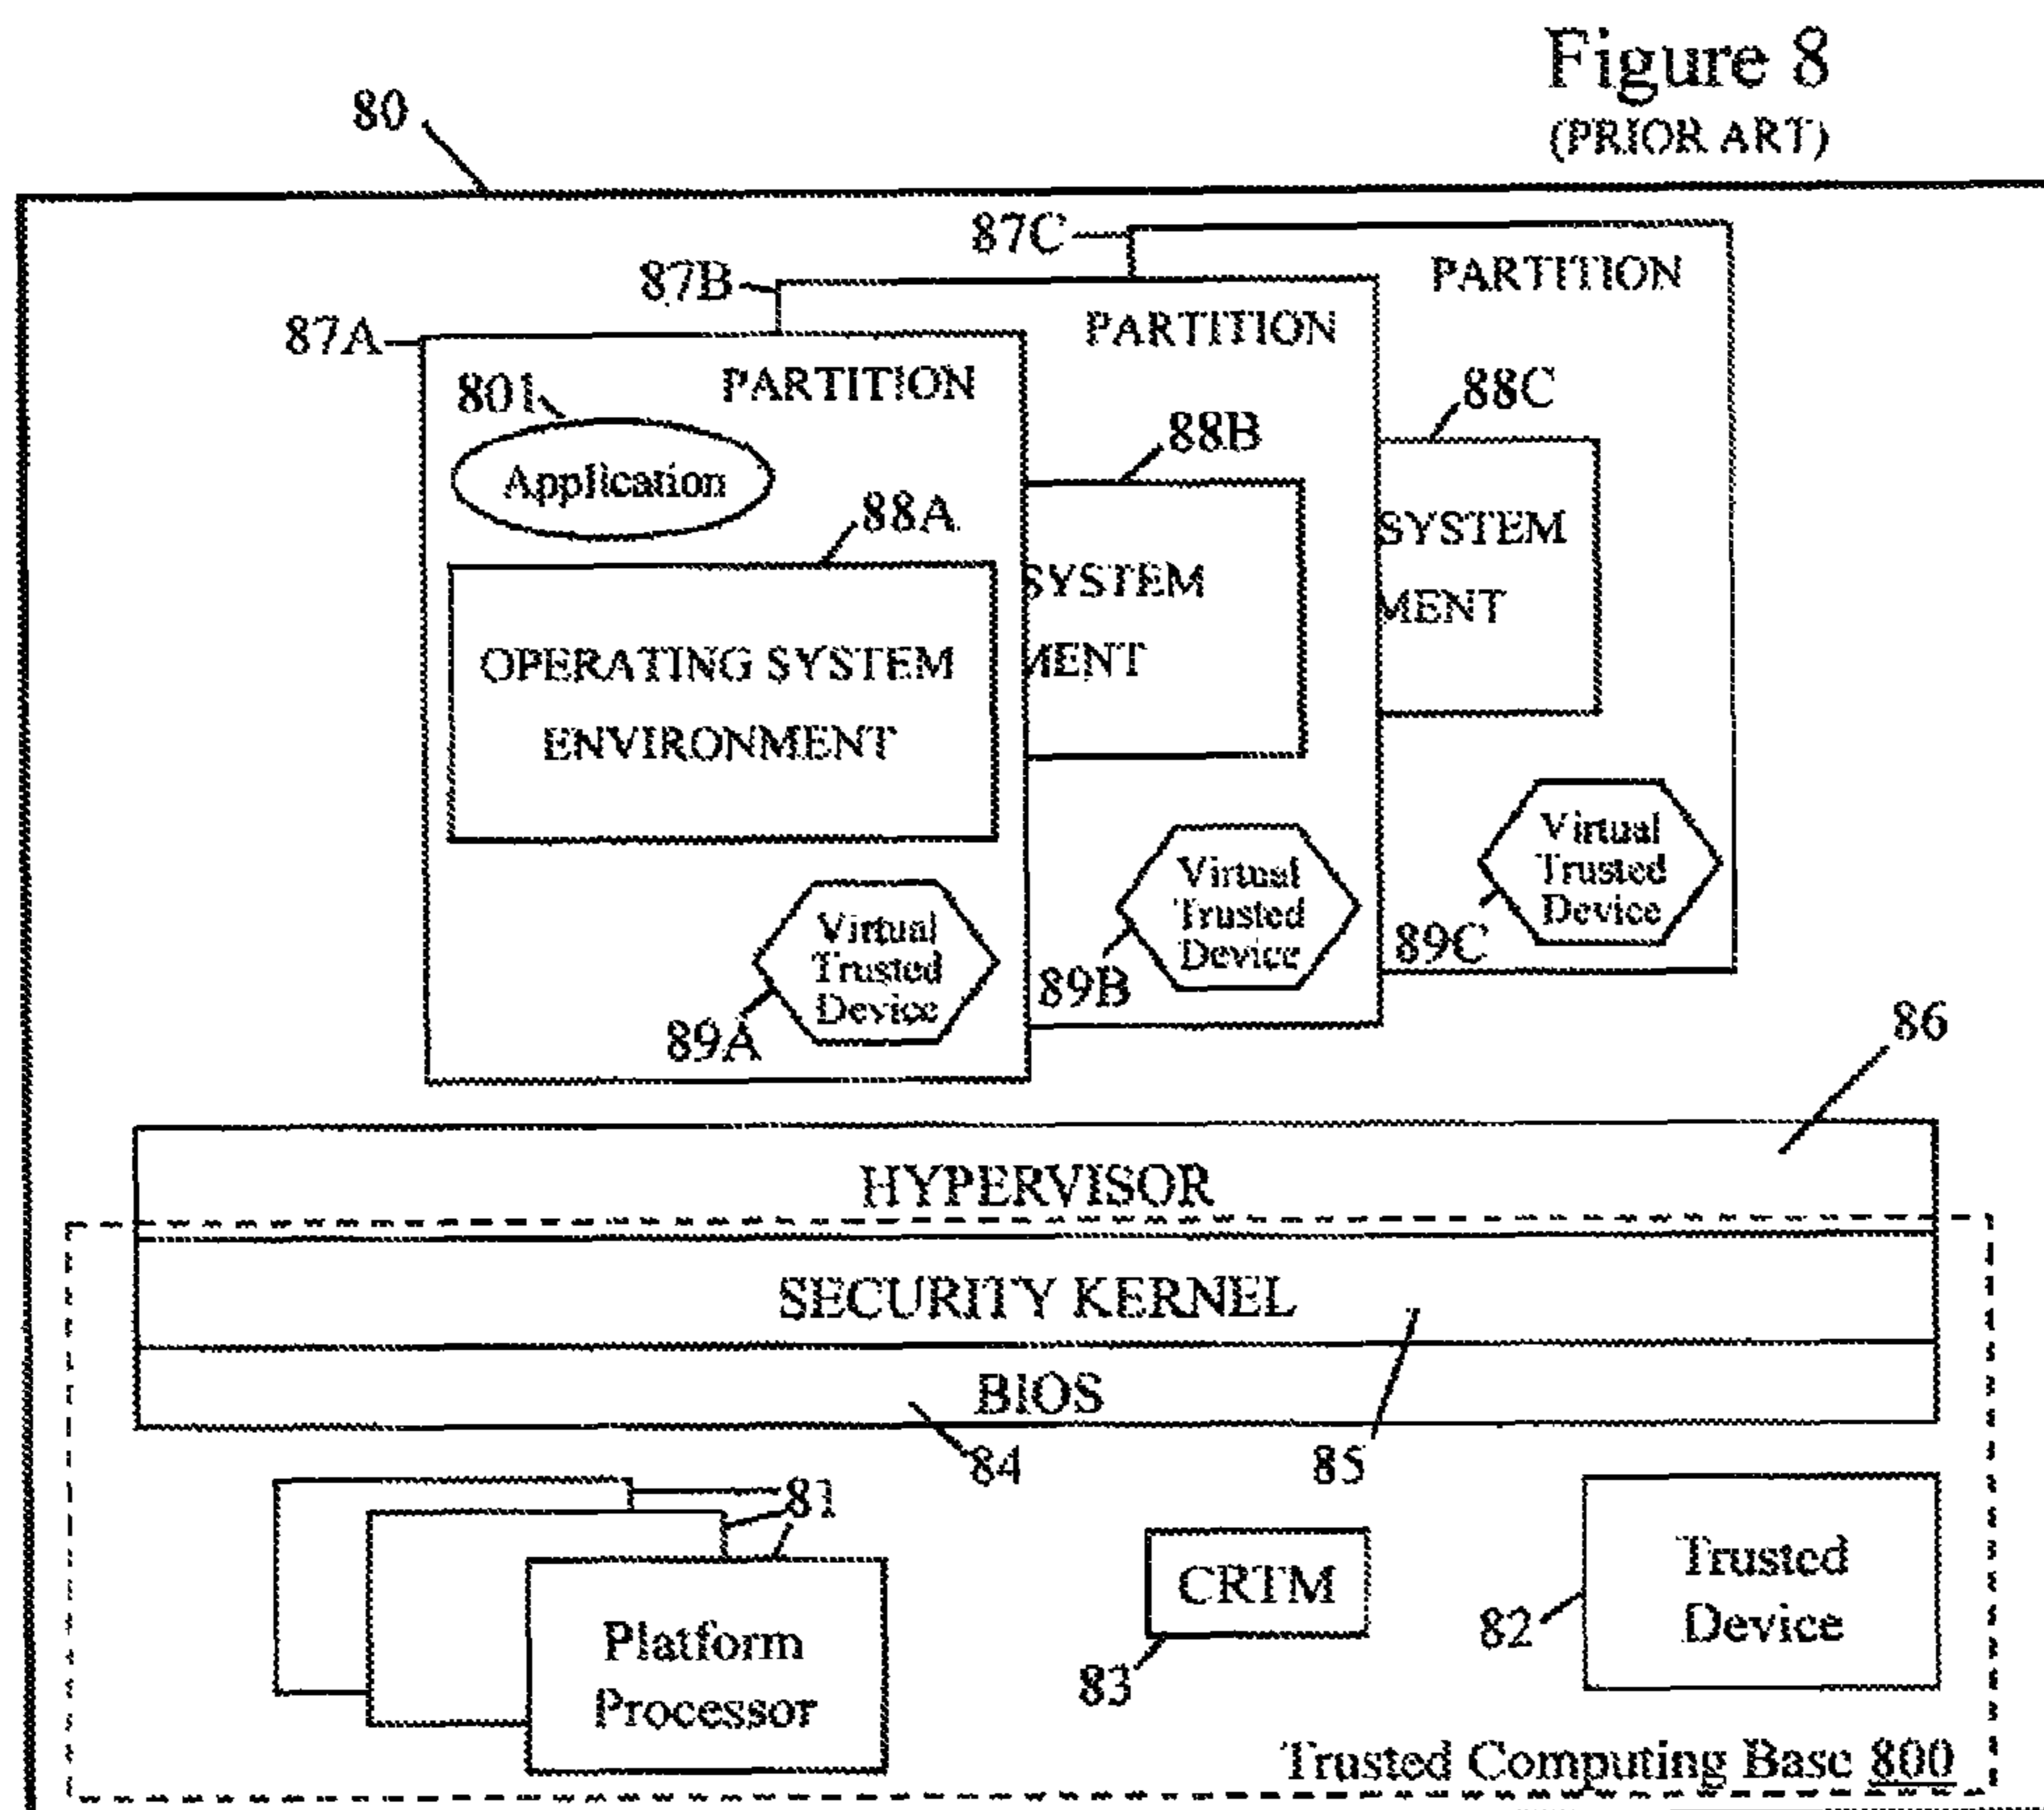 Figure 8
(PRIOR ART)
80
87C
PARTITION
87B
PARTITION
87A
PARTITION
801
Application
88C
88B
88A
SYSTEM
MENT
SYSTEM
MENT
OPERATING SYSTEM
ENVIRONMENT
Virtual
Trusted
Device
89C
Virtual
Trusted
Device
89B
Virtual
Trusted
Device
89A
86
HYPERVISOR
SECURITY KERNEL
BIOS
84
85
81
Platform
Processor
CRTM
83
Trusted
Device
82
Trusted Computing Base 800